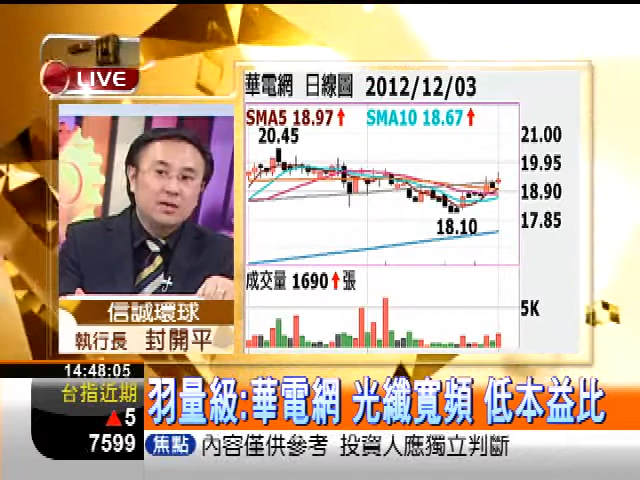 LIVE
華電網 日線圖 2012/12/03
SMA5 18.97↑ SMA10 18.67↑
20.45
21.00
19.95
18.90
17.85
18.10
成交量 1690↑張
5K
信誠環球
執行長 封開平
14:48:05
台指近期
▲5
7599
羽量級:華電網 光纖寬頻 低本益比
焦點 內容僅供參考 投資人應獨立判斷